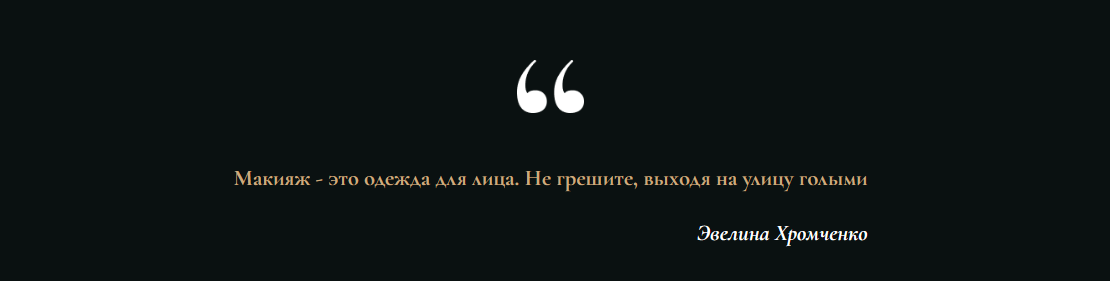 “
Макияж - это одежда для лица. Не грешите, выходя на улицу голыми
Эвелина Хромченко